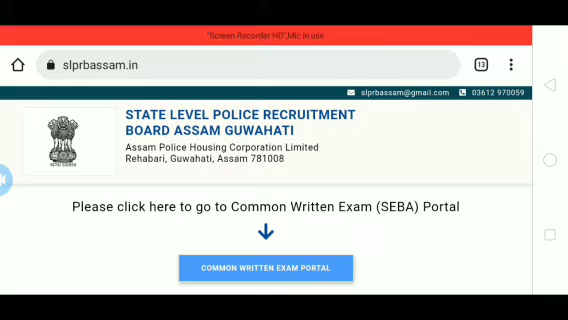 "Screen Recorder HD",Mic in use
slprbassam.in
13
slprbassam@gmail.com 03612 970059
STATE LEVEL POLICE RECRUITMENT
BOARD ASSAM GUWAHATI
Assam Police Housing Corporation Limited
Rehabari, Guwahati, Assam 781008
Please click here to go to Common Written Exam (SEBA) Portal
COMMON WRITTEN EXAM PORTAL